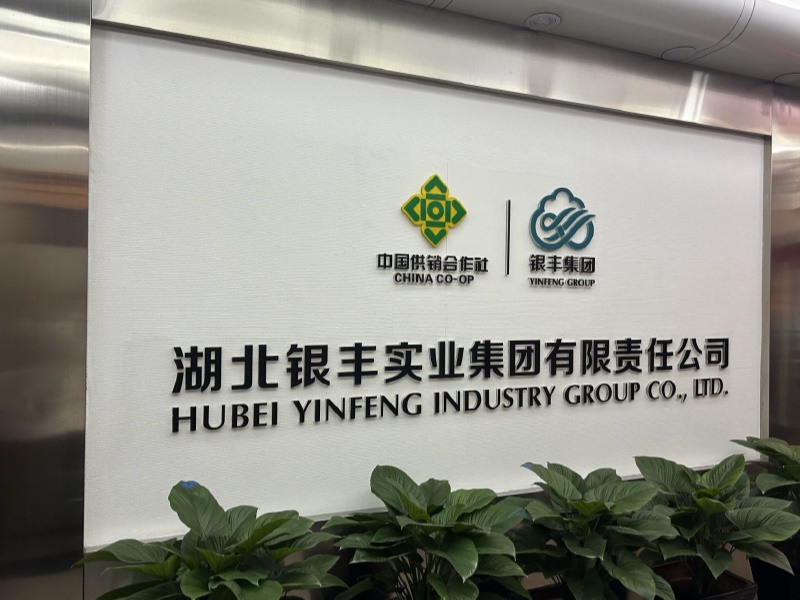 中国供销合作社
CHINA CO-OP
银丰集团
YINFENG GROUP
湖北银丰实业集团有限责任公司
HUBEI YINFENG INDUSTRY GROUP CO., LTD.